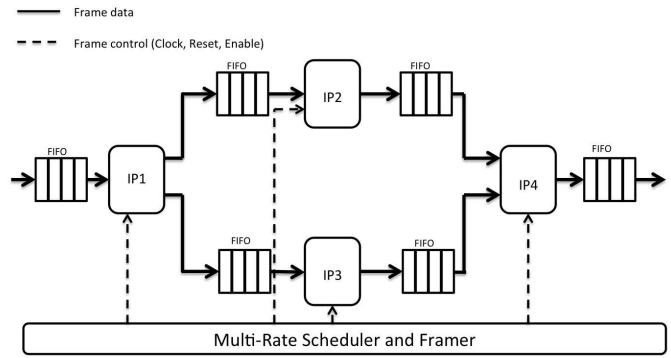 Frame data
Frame control (Clock, Reset, Enable)
FIFO
IP2
FIFO
FIFO
IP1
IP4
FIFO
FIFO
IP3
FIFO
Multi-Rate Scheduler and Framer